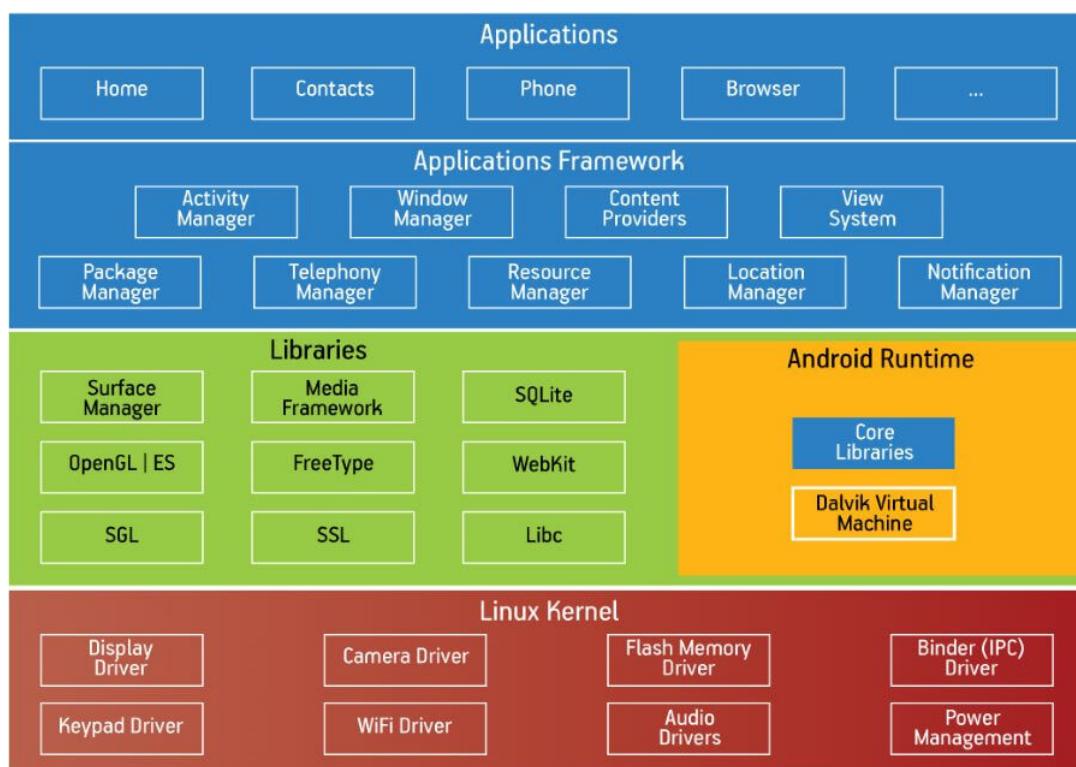 Applications
Home
Contacts
Phone
Browser
...
Applications Framework
Activity
Manager
Window
Manager
Content
Providers
View
System
Package
Manager
Telephony
Manager
Resource
Manager
Location
Manager
Notification
Manager
Libraries
Surface
Manager
Media
Framework
SQLite
OpenGL | ES
FreeType
WebKit
SGL
SSL
Libc
Android Runtime
Core
Libraries
Dalvik Virtual
Machine
Linux Kernel
Display
Driver
Camera Driver
Flash Memory
Driver
Binder (IPC)
Driver
Keypad Driver
WiFi Driver
Audio
Drivers
Power
Management